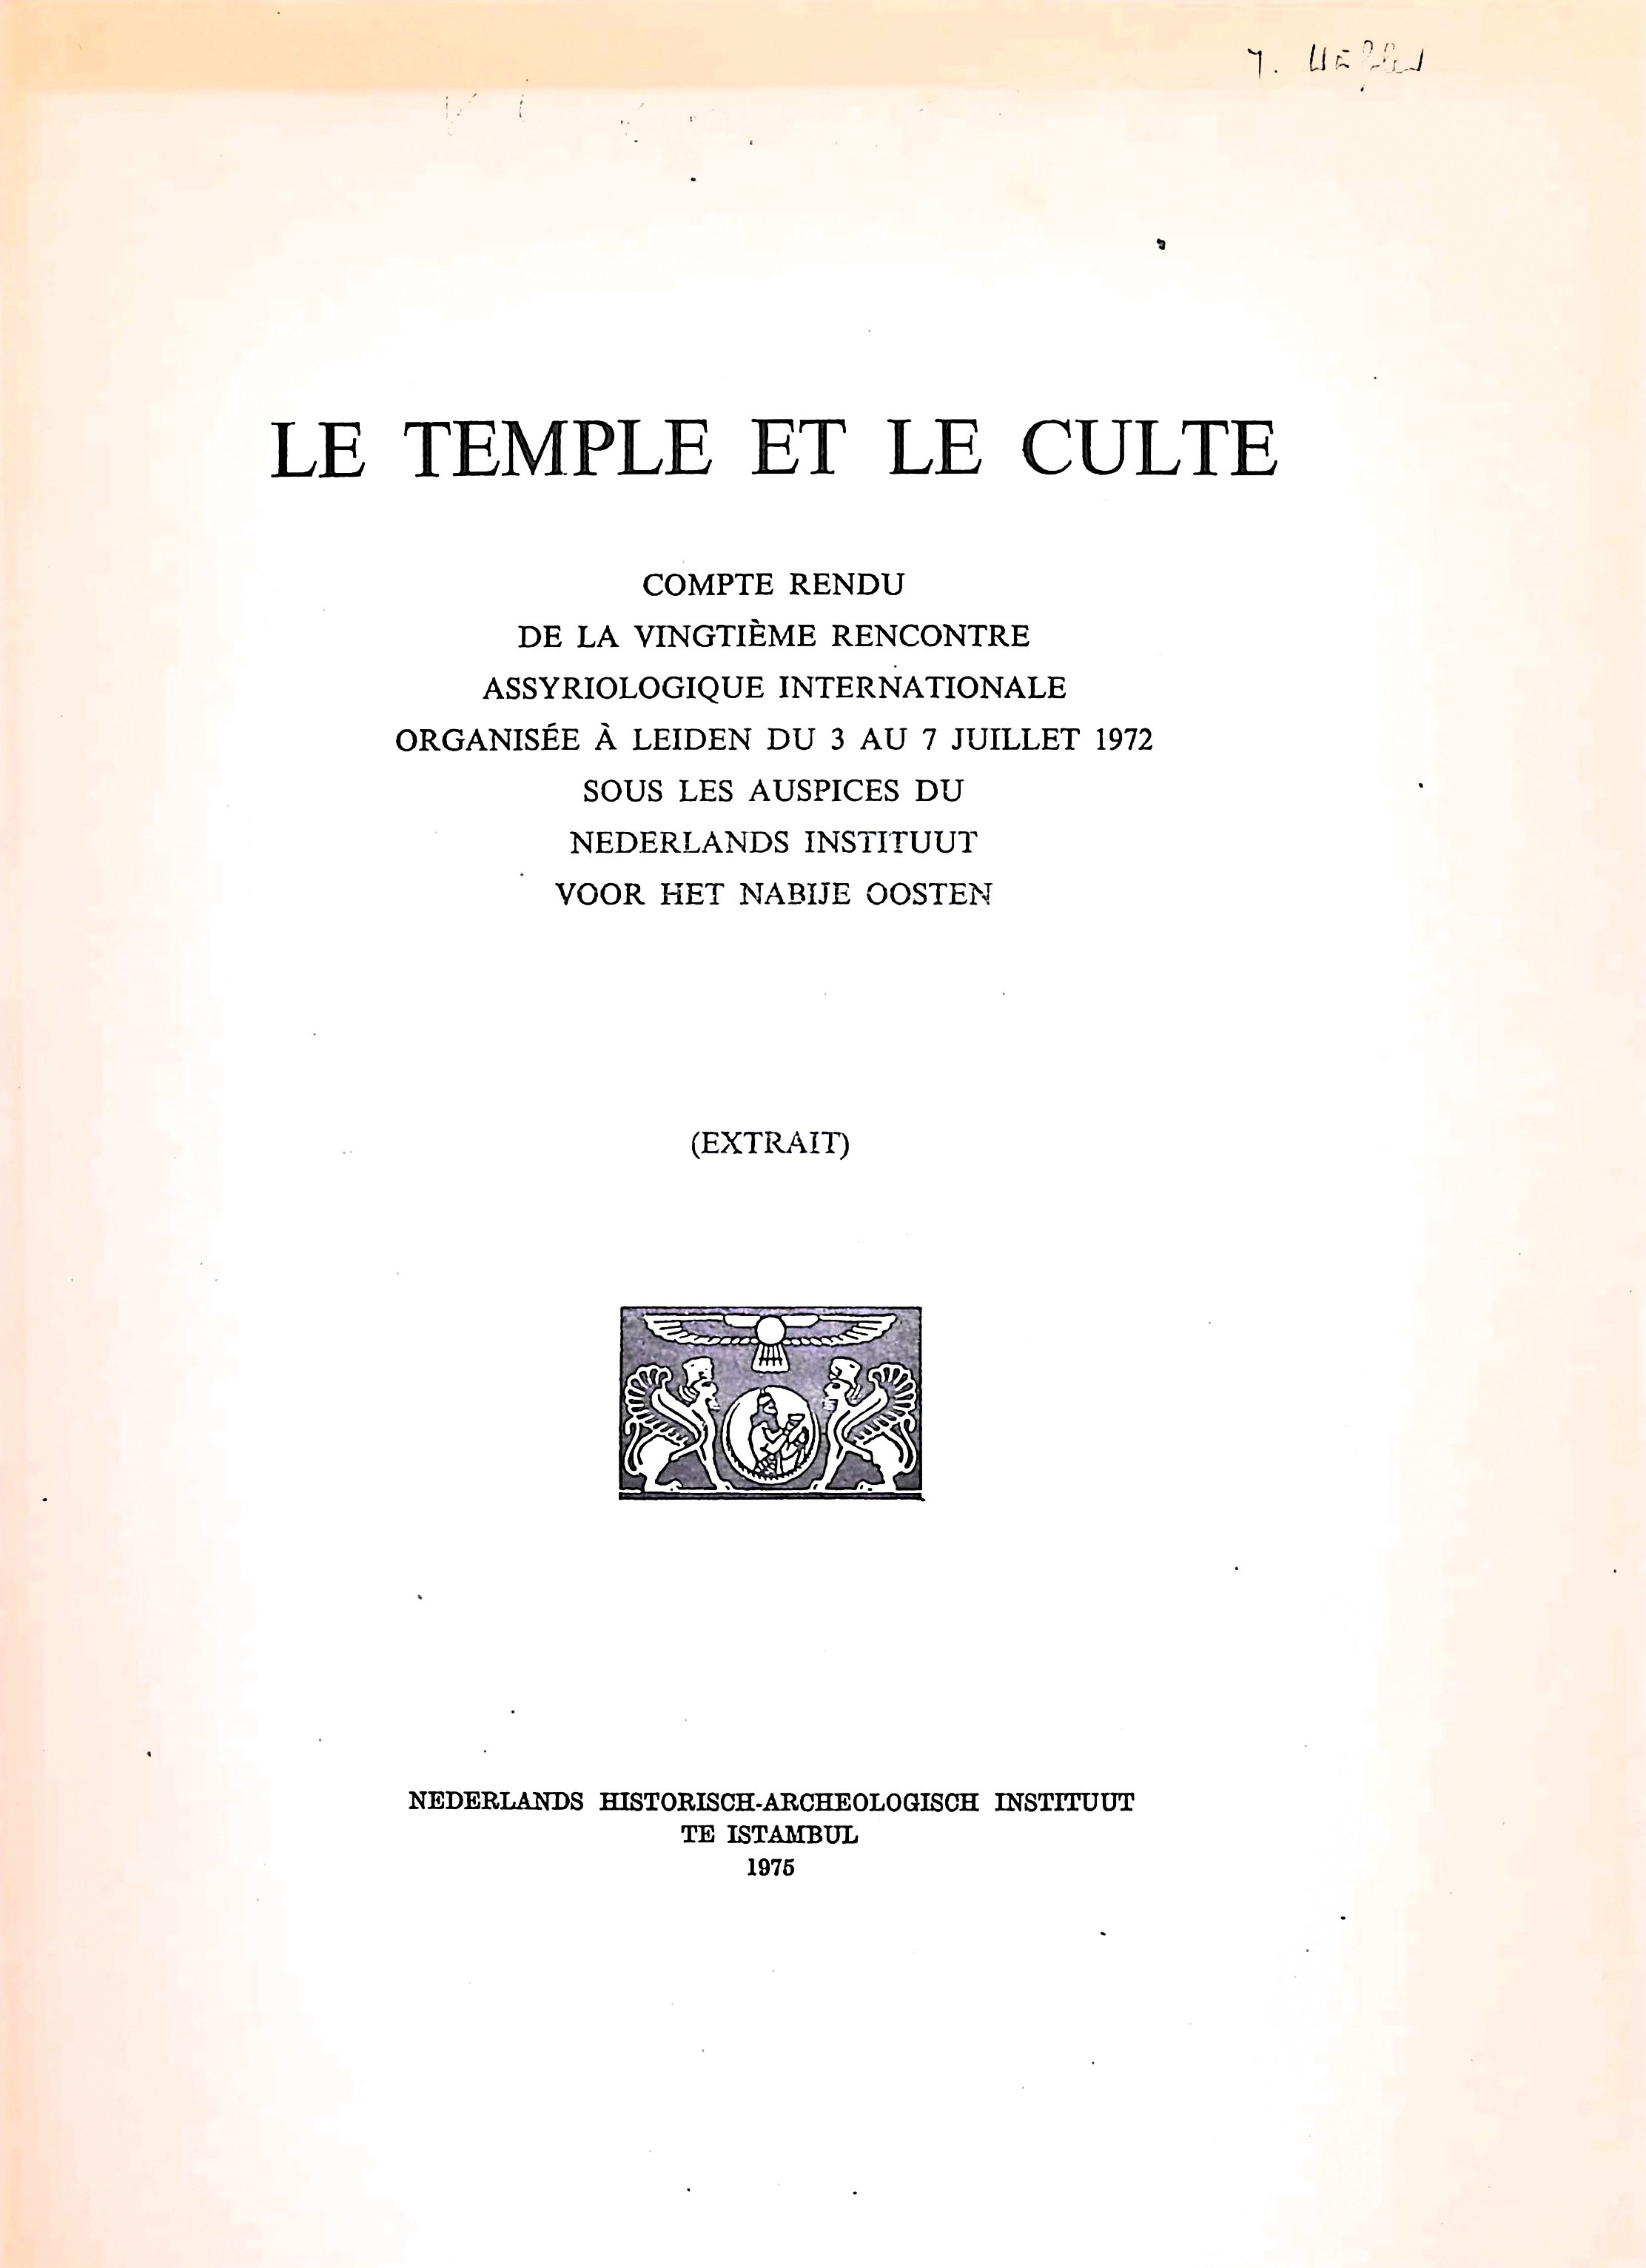 LE TEMPLE ET LE CULTE
COMPTE RENDU
DE LA VINGTIÈME RENCONTRE
ASSYRIOLOGIQUE INTERNATIONALE
ORGANISÉE À LEIDEN DU 3 AU 7 JUILLET 1972
SOUS LES AUSPICES DU
NEDERLANDS INSTITUUT
VOOR HET NABIJE OOSTEN
(EXTRAIT)
NEDERLANDS HISTORISCH-ARCHEOLOGISCH INSTITUUT
TE ISTAMBUL
1975